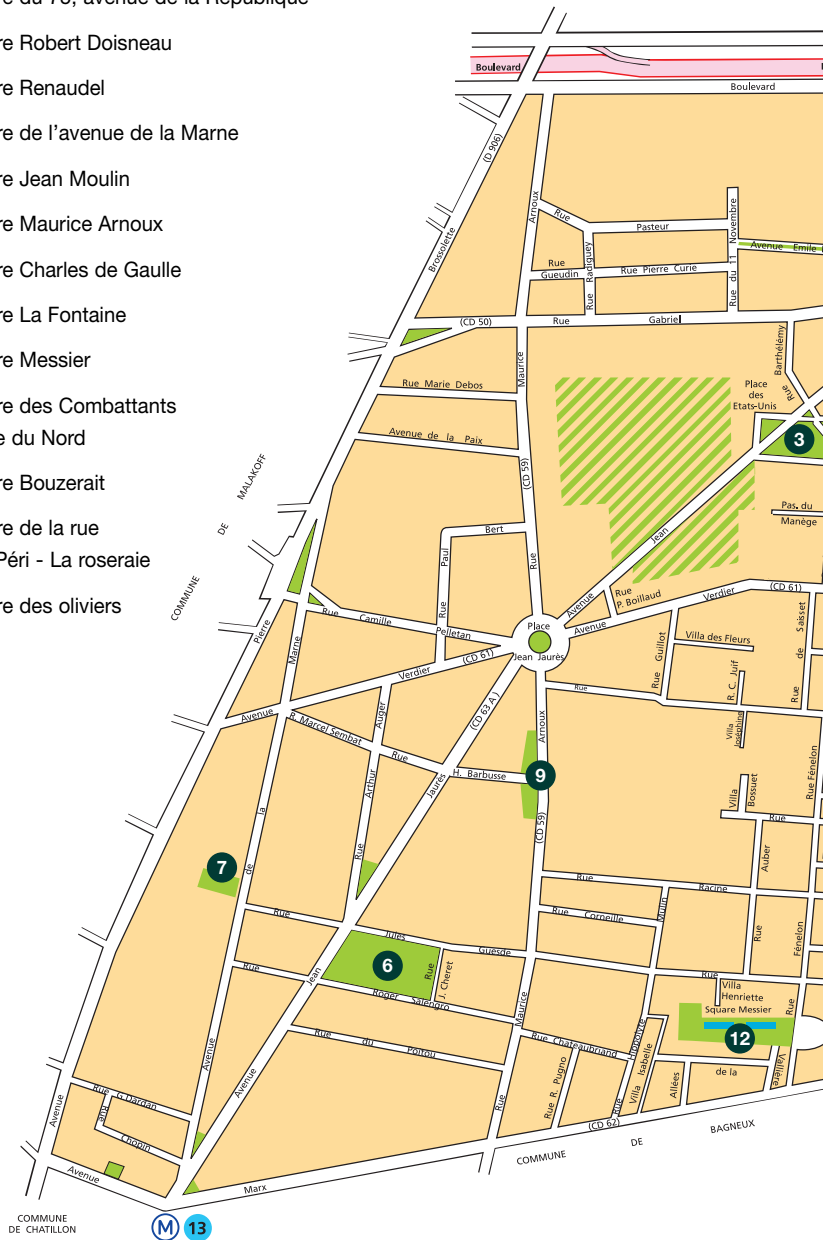 re du 75, avenue de la République
re Robert Doisneau
re Renaudel
re de l'avenue de la Marne
re Jean Moulin
re Maurice Arnoux
re Charles de Gaulle
re La Fontaine
re Messier
re des Combattants
e du Nord
re Bouzerait
re de la rue
Péri - La roseraie
re des oliviers
Boulevard
Boulevard
(D 906)
Brossolette
Arnoux
Rue
Pasteur
Rue du 11 Novembre
Avenue Emile
Rue
Gueudin
Rue Radiguey
Rue Pierre Curie
(CD 50)
Rue
Gabriel
Maurice
Rue Marie Debos
Avenue de la Paix
(CD 59)
Rue
Barthélémy
Rue
Place
des
Etats-Unis
3
Pas. du
Manège
COMMUNE
DE
MALAKOFF
Bert
Paul
Rue
Jean
Avenue
Rue
P. Boillaud
Verdier
(CD 61)
Avenue
Pierre
Marne
Rue
Camille
Pelletan
Place
Jean Jaurès
Verdier
(CD 61)
Avenue
(CD 63 A)
Rue Guillot
Villa des Fleurs
R. C. Juif
Rue de Saisset
Rue
Villa
Joséphine
R. Marcel Sembat
Rue
Auger
Arthur
Rue
Jaurès
H. Barbusse
Arnoux
9
(CD 59)
Villa
Bossuet
Rue Fénelon
Rue
Auber
Rue
7
la
de
Rue
Jules
Guesde
Rue
Racine
Rue Corneille
Mulin
Fénelon
Rue
6
Rue
J. Cheret
Rue
Roger Salengro
Jean
Rue
Villa
Henriette
Square Messier
12
Rue
Maurice
Rue Chateaubriand
Hippolyte
Rue
Villa Isabelle
Allées
de la
Vallière
Rue du Poitou
Avenue
Avenue
Rue R. Pugno
Rue
(CD 62)
Rue G.Dardan
Rue
Chopin
Avenue
Avenue
Marx
COMMUNE
DE
BAGNEUX
COMMUNE
DE CHATILLON
M 13